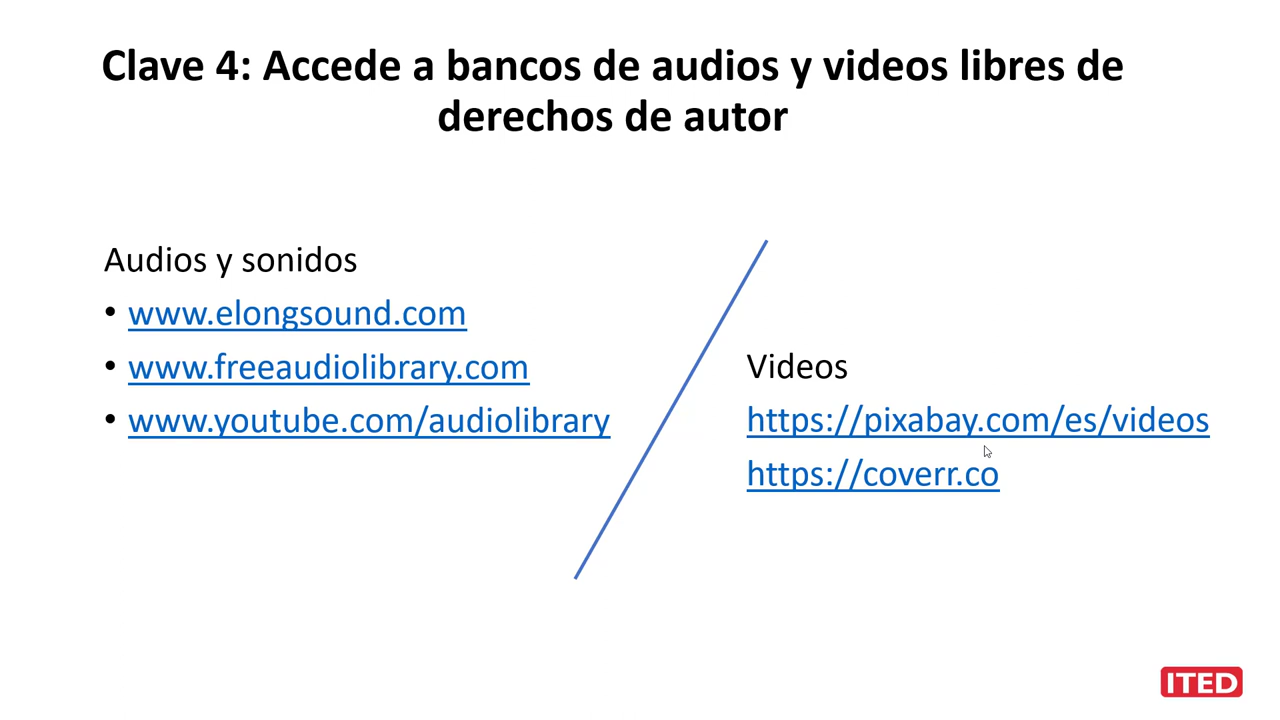 Clave 4: Accede a bancos de audios y videos libres de
derechos de autor
Audios y sonidos
• www.elongsound.com
• www.freeaudiolibrary.com
• www.youtube.com/audiolibrary
Videos
https://pixabay.com/es/videos
https://coverr.co
ITED